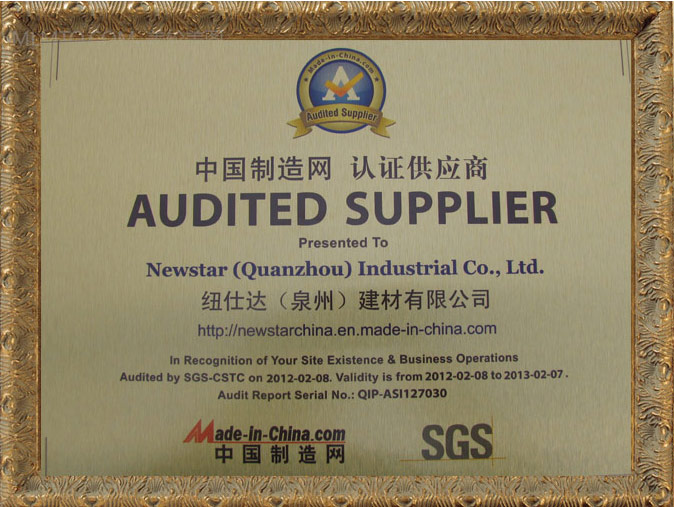 Made-in-China.com
A
Audited Supplier
中国制造网 认证供应商
AUDITED SUPPLIER
Presented To
Newstar (Quanzhou) Industrial Co., Ltd.
纽仕达（泉州）建材有限公司
http://newstarchina.en.made-in-china.com
In Recognition of Your Site Existence & Business Operations
Audited by SGS-CSTC on 2012-02-08. Validity is from 2012-02-08 to 2013-02-07.
Audit Report Serial No.: QIP-ASI127030
Made-in-China.com
中国制造网
SGS